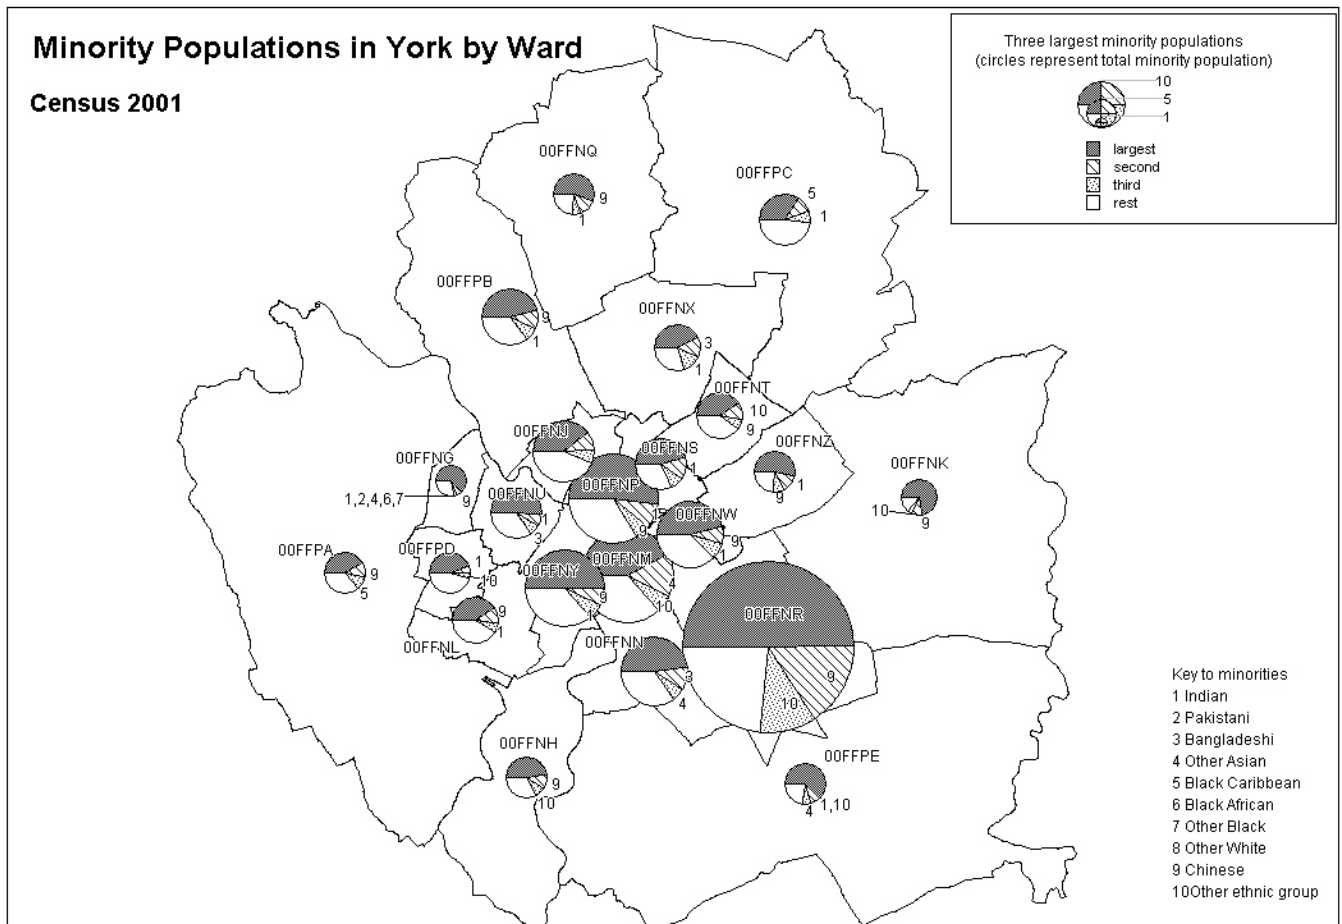 Minority Populations in York by Ward
Census 2001
Three largest minority populations
(circles represent total minority population)
10
5
1
largest
second
third
rest
00FFNQ
9
1
00FFPC
5
1
00FFPB
9
1
00FFNX
3
1
00FFNT
10
9
00FFNJ
00FFNS
1
00FFNZ
1
9
00FFNK
10
9
00FFNG
1,2,4,6,7
9
00FFNU
1
3
00FFNP
9
00FFNW
9
1
00FFPA
9
5
00FFPD
1
10
00FFNY
9
1
00FFNM
4
10
00FFNL
9
1
00FFNR
9
10
00FFNN
4
00FFNH
9
10
00FFPE
1,10
4
Key to minorities
1 Indian
2 Pakistani
3 Bangladeshi
4 Other Asian
5 Black Caribbean
6 Black African
7 Other Black
8 Other White
9 Chinese
10Other ethnic group